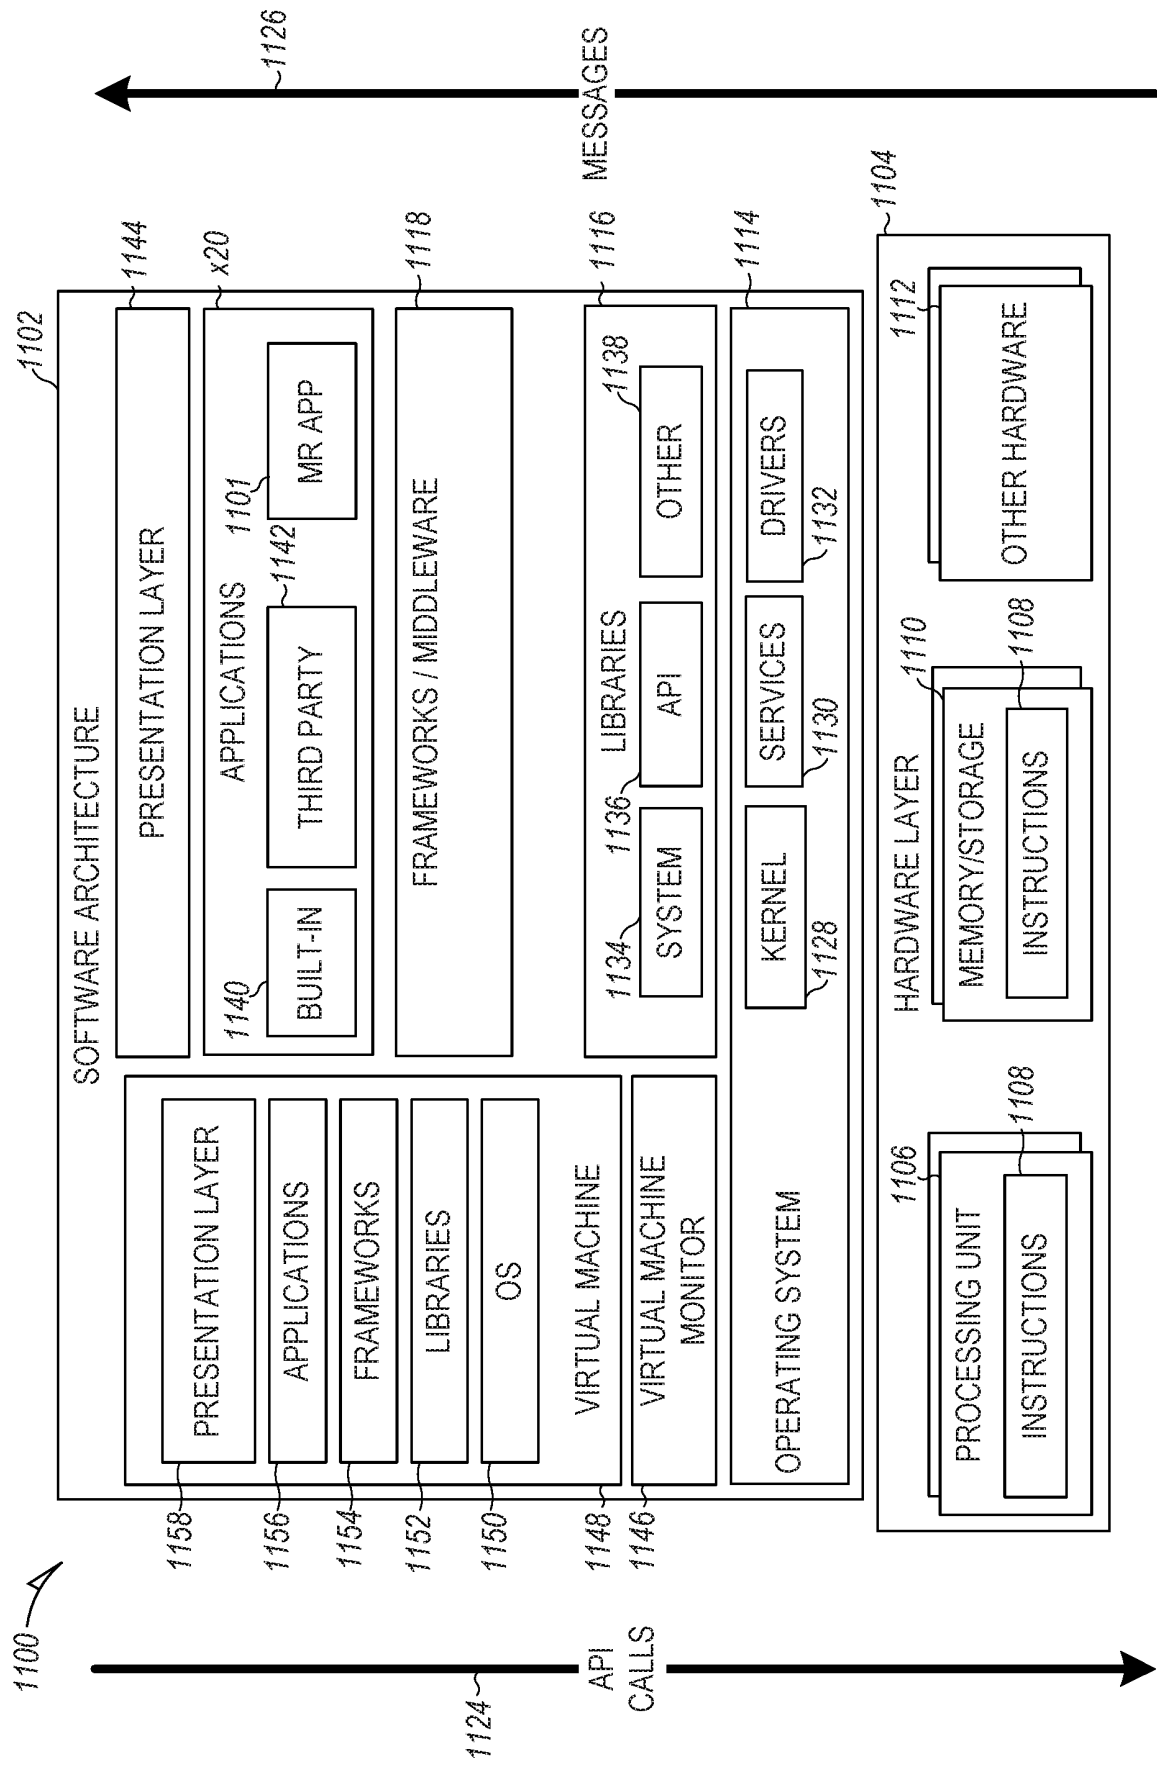 1100
1102
SOFTWARE ARCHITECTURE
1144
PRESENTATION LAYER
x20
APPLICATIONS
1140
BUILT-IN
1142
THIRD PARTY
1101
MR APP
1118
FRAMEWORKS / MIDDLEWARE
1116
LIBRARIES
1134
SYSTEM
1136
API
1138
OTHER
1158
PRESENTATION LAYER
1156
APPLICATIONS
1154
FRAMEWORKS
1152
LIBRARIES
1150
OS
1148
VIRTUAL MACHINE
1146
VIRTUAL MACHINE
MONITOR
1114
OPERATING SYSTEM
KERNEL
1128
SERVICES
1130
DRIVERS
1132
1104
HARDWARE LAYER
1106
PROCESSING UNIT
1108
INSTRUCTIONS
1110
MEMORY/STORAGE
1108
INSTRUCTIONS
1112
OTHER HARDWARE
1124
API
CALLS
1126
MESSAGES